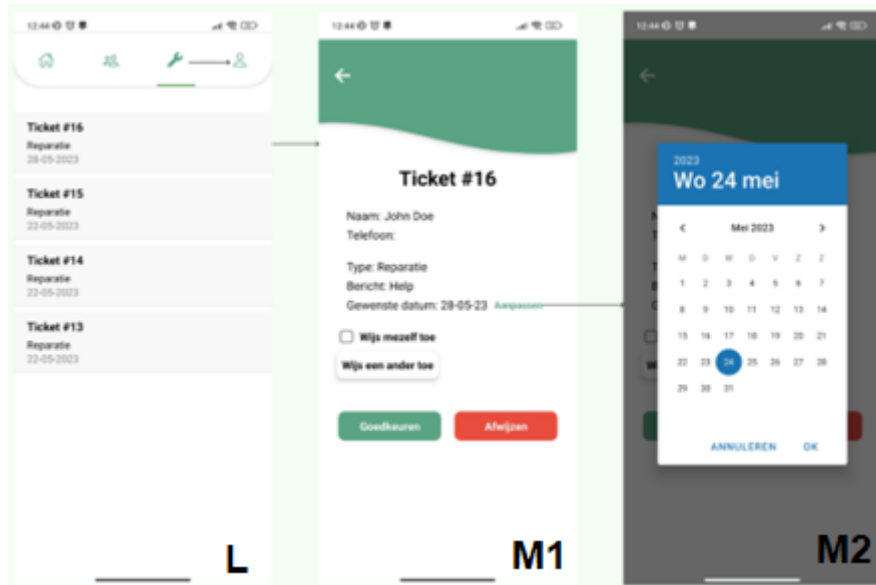 12:44
Ticket #16
Reparatie
28-05-2023
Ticket #15
Reparatie
22-05-2023
Ticket #14
Reparatie
22-05-2023
Ticket #13
Reparatie
22-05-2023
L
12:44
Ticket #16
Naam: John Doe
Telefoon:
Type: Reparatie
Bericht: Help
Gewenste datum: 28-05-23 Aanpassen
Wijs mezelf toe
Wijs een ander toe
Goedkeuren Afwijzen
M1
12:44
2023
Wo 24 mei
Mei 2023
M D W D V Z Z
1 2 3 4 5 6 7
8 9 10 11 12 13 14
15 16 17 18 19 20 21
22 23 24 25 26 27 28
29 30 31
ANNULEREN OK
M2